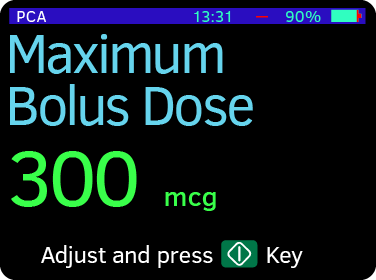 PCA 13:31 90%
Maximum
Bolus Dose
300 mcg
Adjust and press Key